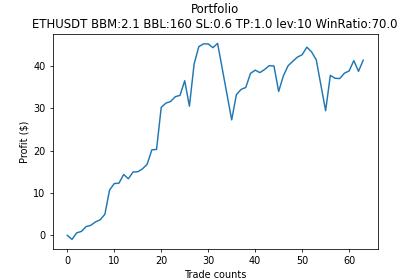 Portfolio
ETHUSDT BBM:2.1 BBL:160 SL:0.6 TP:1.0 lev:10 WinRatio:70.0
40
30
20
10
0
Profit ($)
0 10 20 30 40 50 60
Trade counts